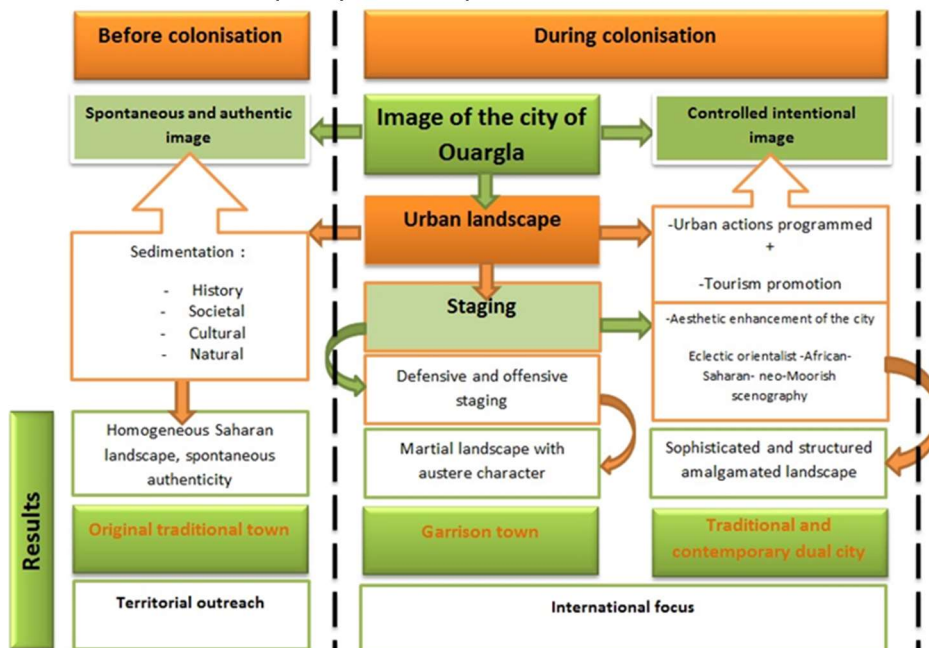 Before colonisation
During colonisation
Spontaneous and authentic
image
Image of the city of
Ouargla
Controlled intentional
image
Urban landscape
Sedimentation :
- History
- Societal
- Cultural
- Natural
-Urban actions programmed
+
-Tourism promotion
Staging
-Aesthetic enhancement of the city
Eclectic orientalist -African-
Saharan- neo-Moorish
scenography
Defensive and offensive
staging
Homogeneous Saharan
landscape, spontaneous
authenticity
Martial landscape with
austere character
Sophisticated and structured
amalgamated landscape
Results
Original traditional town
Garrison town
Traditional and
contemporary dual city
Territorial outreach
International focus